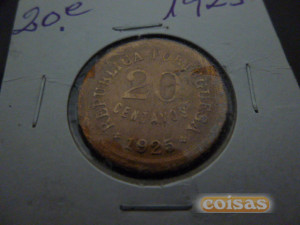 20.e 1925
REPUBLICA PORTUGUESA
20
CENTAVOS
* 1925 *
coisas